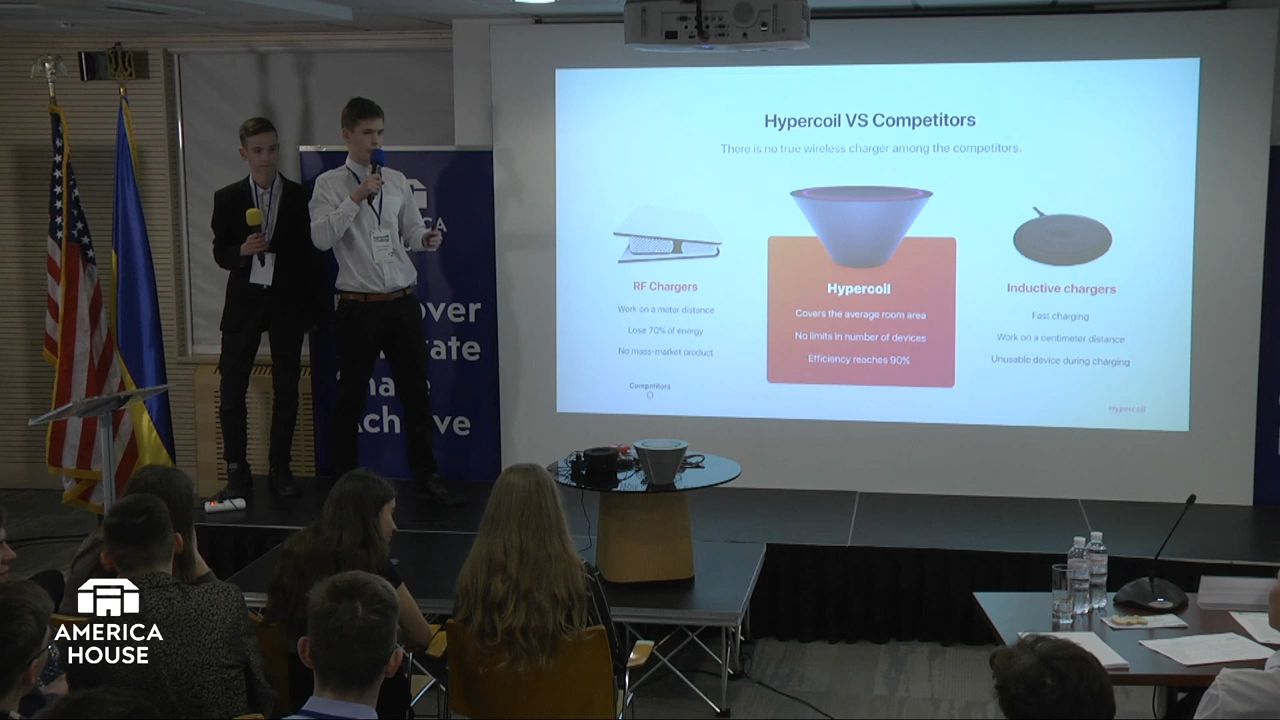 Hypercoil VS Competitors
There is no true wireless charger among the competitors.
RF Chargers
Work on a meter distance
Lose 70% of energy
No mass-market product
Competitors
Hypercoil
Covers the average room area
No limits in number of devices
Efficiency reaches 90%
Inductive chargers
Fast charging
Work on a centimeter distance
Unusable device during charging
Hypercoil
AMERICA
HOUSE